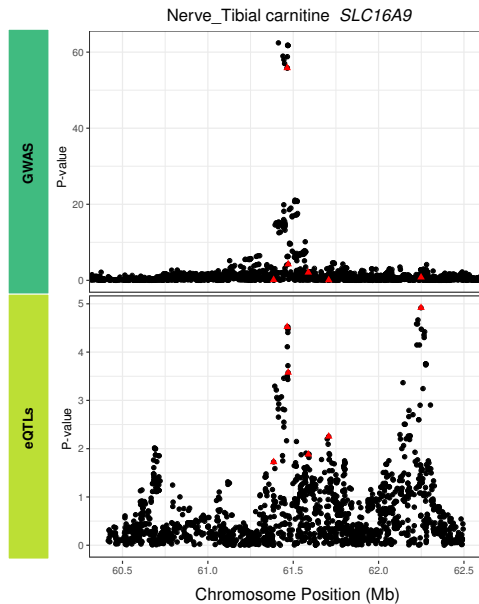 Nerve_Tibial carnitine SLC16A9
GWAS
P-value
60
40
20
0
eQTLs
P-value
5
4
3
2
1
0
60.5 61.0 61.5 62.0 62.5
Chromosome Position (Mb)